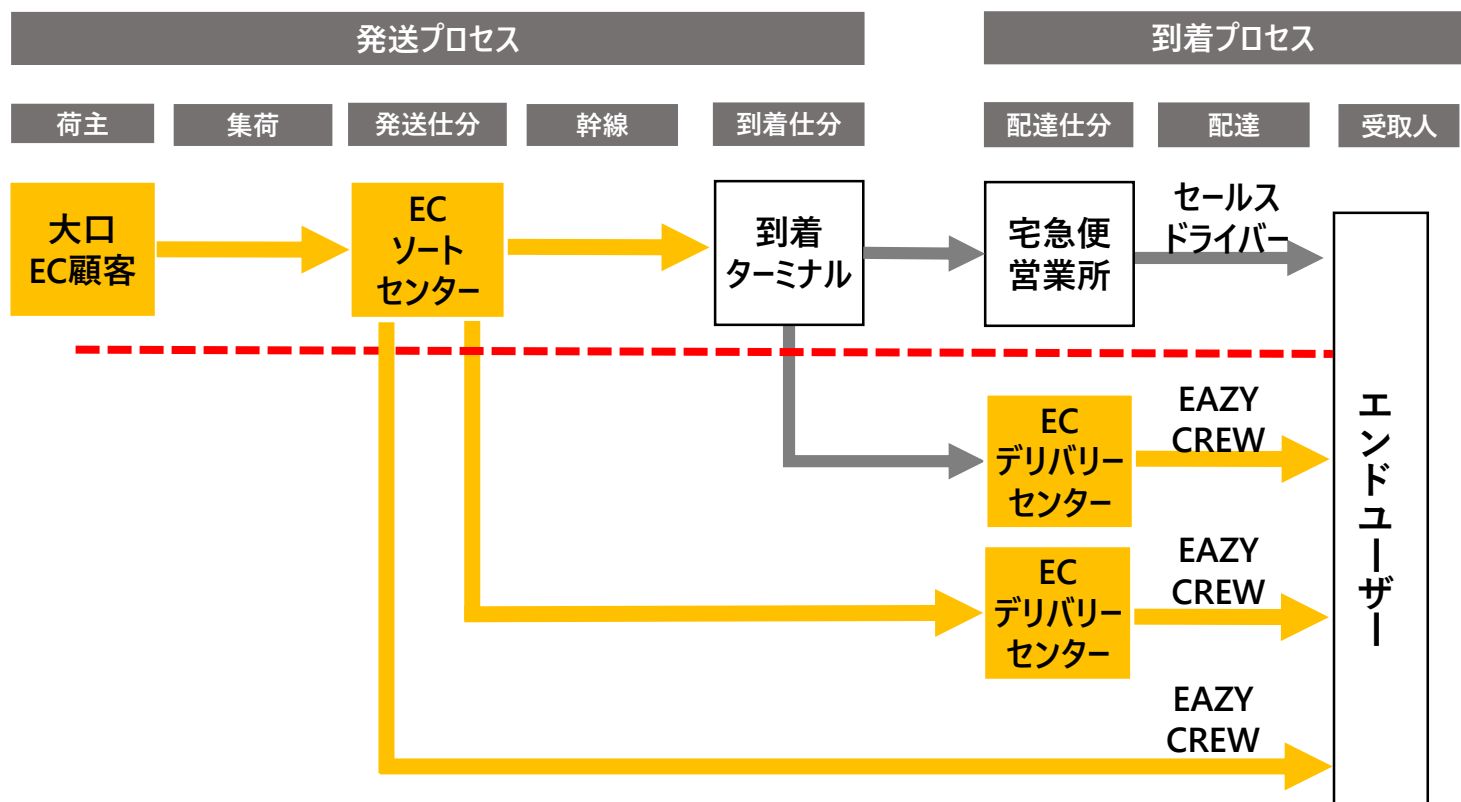 発送プロセス
到着プロセス
荷主
集荷
発送仕分
幹線
到着仕分
配達仕分
配達
受取人
大口
EC顧客
EC
ソート
センター
到着
ターミナル
宅急便
営業所
セールス
ドライバー
EC
デリバリー
センター
EAZY
CREW
EC
デリバリー
センター
EAZY
CREW
EAZY
CREW
エンドユーザー